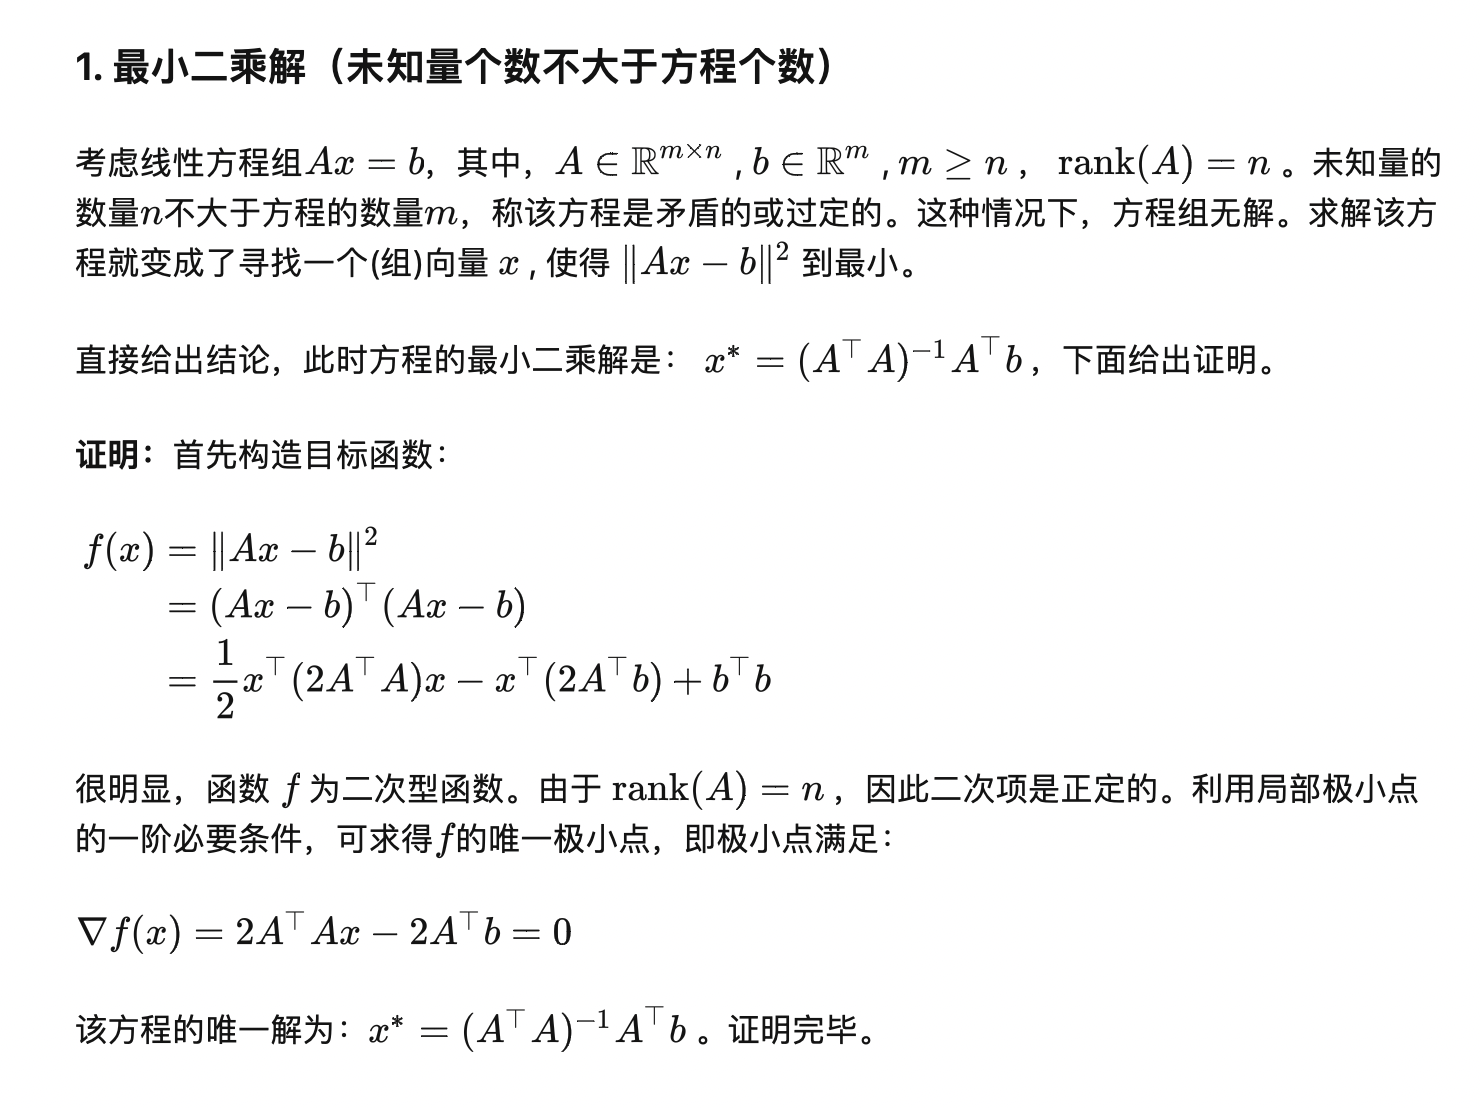 1. 最小二乘解（未知量个数不大于方程个数）
考虑线性方程组$Ax = b$，其中，$A \in \mathbb{R}^{m \times n}$ , $b \in \mathbb{R}^m$ , $m \geq n$ ， $\mathrm{rank}(A) = n$ 。未知量的
数量$n$不大于方程的数量$m$，称该方程是矛盾的或过定的。这种情况下，方程组无解。求解该方
程就变成了寻找一个(组)向量 $x$ , 使得 $\|Ax - b\|^2$ 到最小。
直接给出结论，此时方程的最小二乘解是： $x^* = (A^\top A)^{-1} A^\top b$ ，下面给出证明。
证明：首先构造目标函数：
$f(x) = \|Ax - b\|^2$
$= (Ax - b)^\top (Ax - b)$
$= \frac{1}{2} x^\top (2A^\top A)x - x^\top (2A^\top b) + b^\top b$
很明显，函数 $f$ 为二次型函数。由于 $\mathrm{rank}(A) = n$ ，因此二次项是正定的。利用局部极小点
的一阶必要条件，可求得$f$的唯一极小点，即极小点满足：
$\nabla f(x) = 2A^\top Ax - 2A^\top b = 0$
该方程的唯一解为：$x^* = (A^\top A)^{-1} A^\top b$ 。证明完毕。